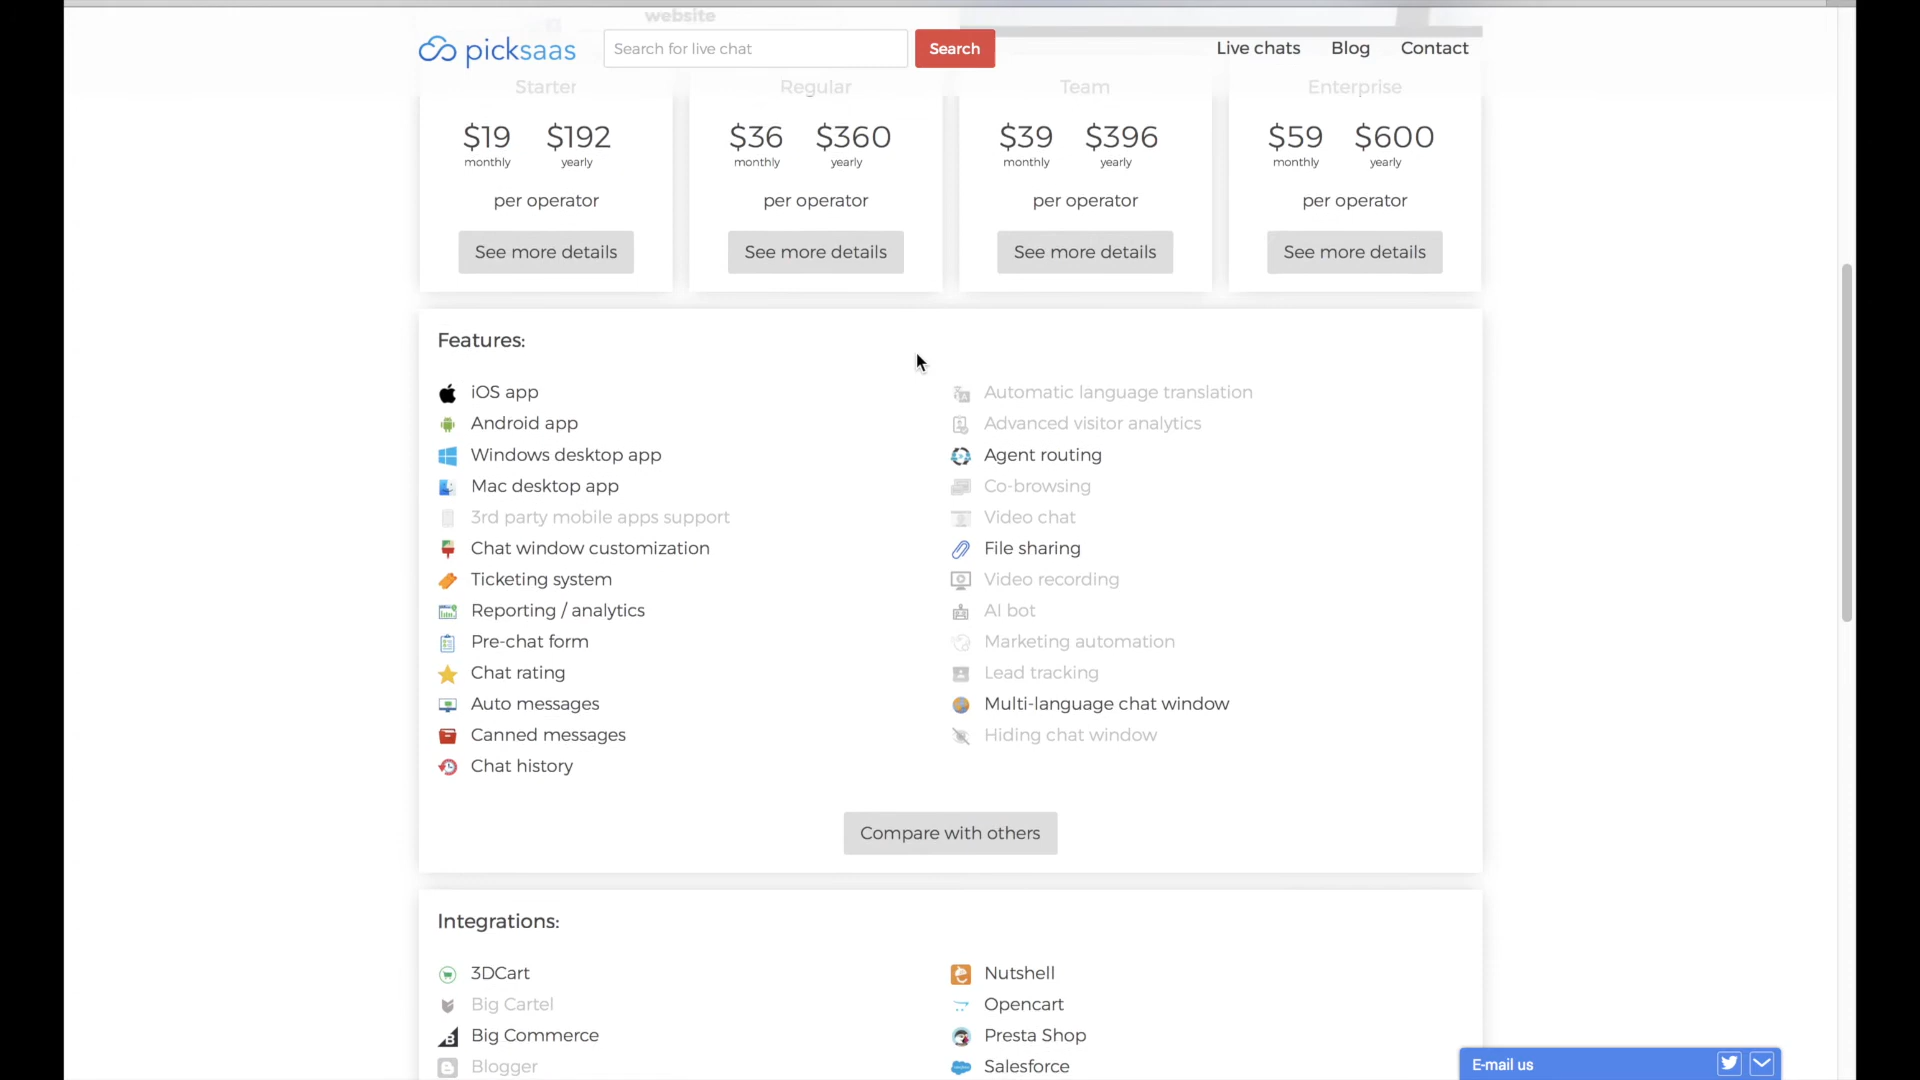 website
picksaas
Search for live chat
Search
Live chats
Blog
Contact
Starter
Regular
Team
Enterprise
$19 $192
monthly yearly
per operator
See more details
$36 $360
monthly yearly
per operator
See more details
$39 $396
monthly yearly
per operator
See more details
$59 $600
monthly yearly
per operator
See more details
Features:
iOS app
Android app
Windows desktop app
Mac desktop app
3rd party mobile apps support
Chat window customization
Ticketing system
Reporting / analytics
Pre-chat form
Chat rating
Auto messages
Canned messages
Chat history
Automatic language translation
Advanced visitor analytics
Agent routing
Co-browsing
Video chat
File sharing
Video recording
AI bot
Marketing automation
Lead tracking
Multi-language chat window
Hiding chat window
Compare with others
Integrations:
3DCart
Big Cartel
Big Commerce
Blogger
Nutshell
Opencart
Presta Shop
Salesforce
E-mail us